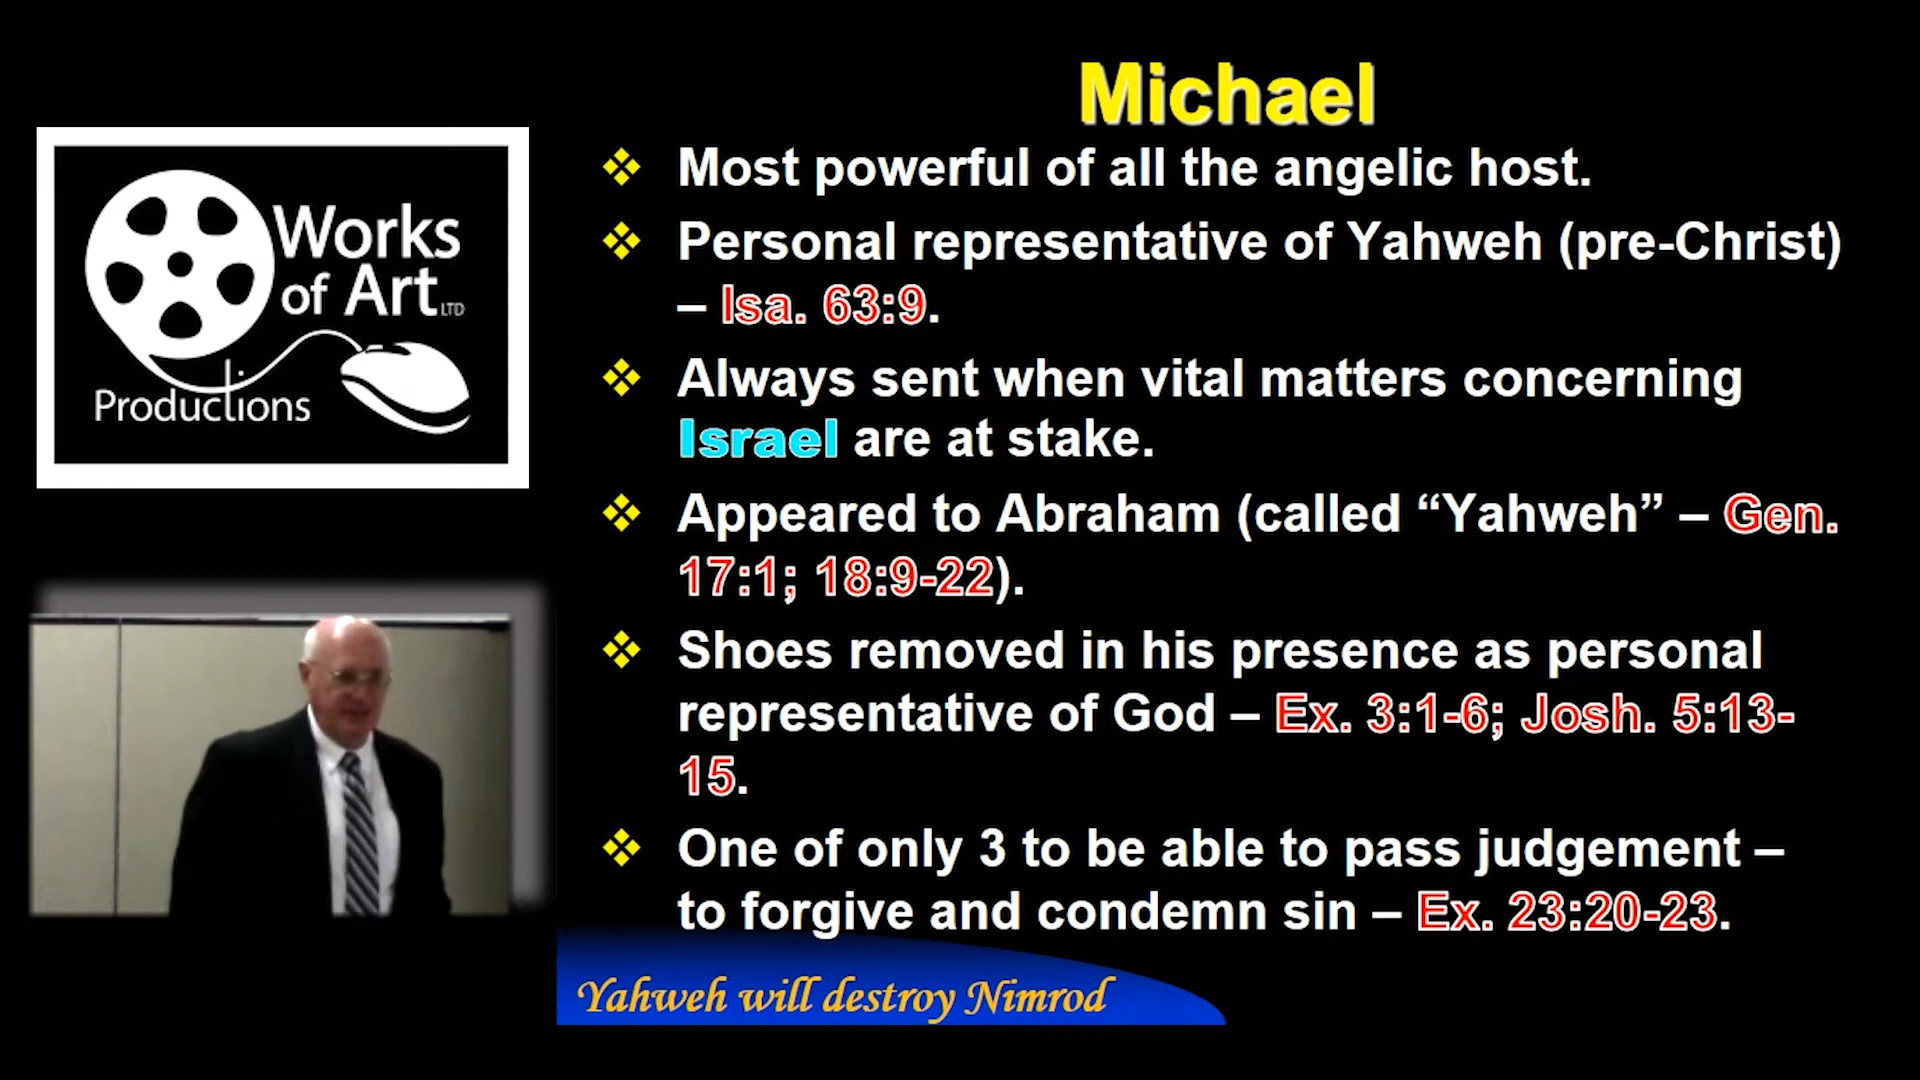 Works
of Art LTD
Productions
Michael
Most powerful of all the angelic host.
Personal representative of Yahweh (pre-Christ)
– Isa. 63:9.
Always sent when vital matters concerning
Israel are at stake.
Appeared to Abraham (called “Yahweh” – Gen.
17:1; 18:9-22).
Shoes removed in his presence as personal
representative of God – Ex. 3:1-6; Josh. 5:13-
15.
One of only 3 to be able to pass judgement –
to forgive and condemn sin – Ex. 23:20-23.
Yahweh will destroy Nimrod